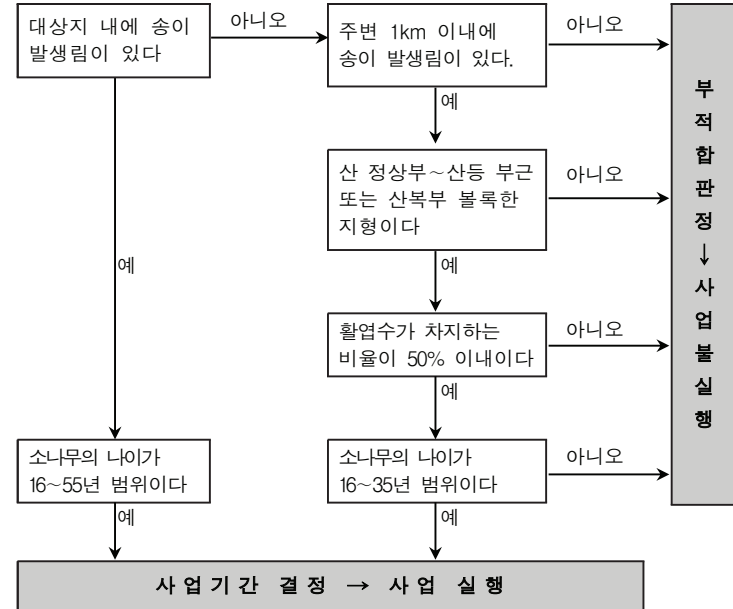 대상지 내에 송이
발생림이 있다
아니오
주변 1km 이내에
송이 발생림이 있다.
아니오
예
산 정상부~산등 부근
또는 산복부 볼록한
지형이다
아니오
예
예
활엽수가 차지하는
비율이 50% 이내이다
아니오
예
소나무의 나이가
16~55년 범위이다
소나무의 나이가
16~35년 범위이다
아니오
예
예
부
적
합
판
정
↓
사
업
불
실
행
사업기간 결정 → 사업 실행